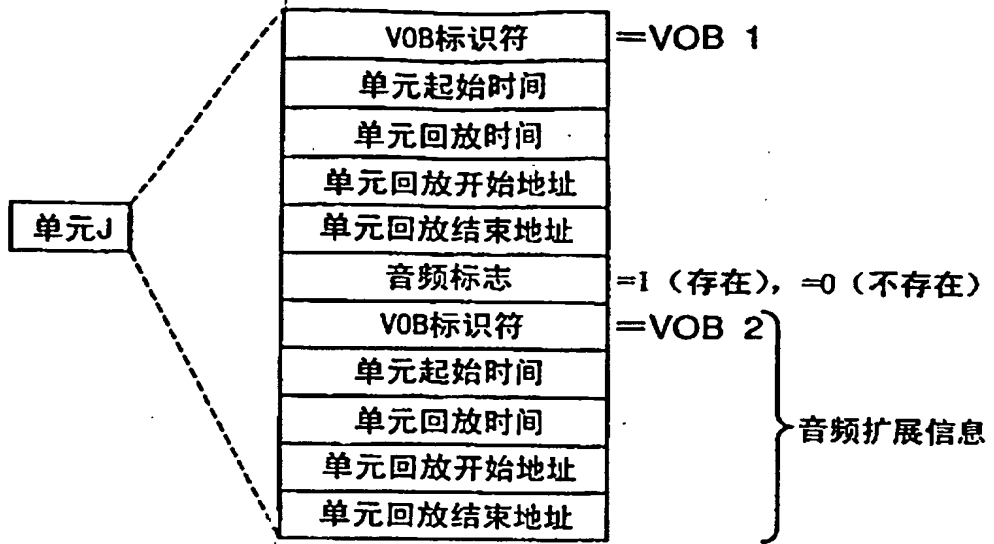 VOB标识符 =VOB 1
单元起始时间
单元回放时间
单元回放开始地址
单元J
单元回放结束地址
音频标志 =1 (存在), =0 (不存在)
VOB标识符 =VOB 2
单元起始时间
单元回放时间
音频扩展信息
单元回放开始地址
单元回放结束地址